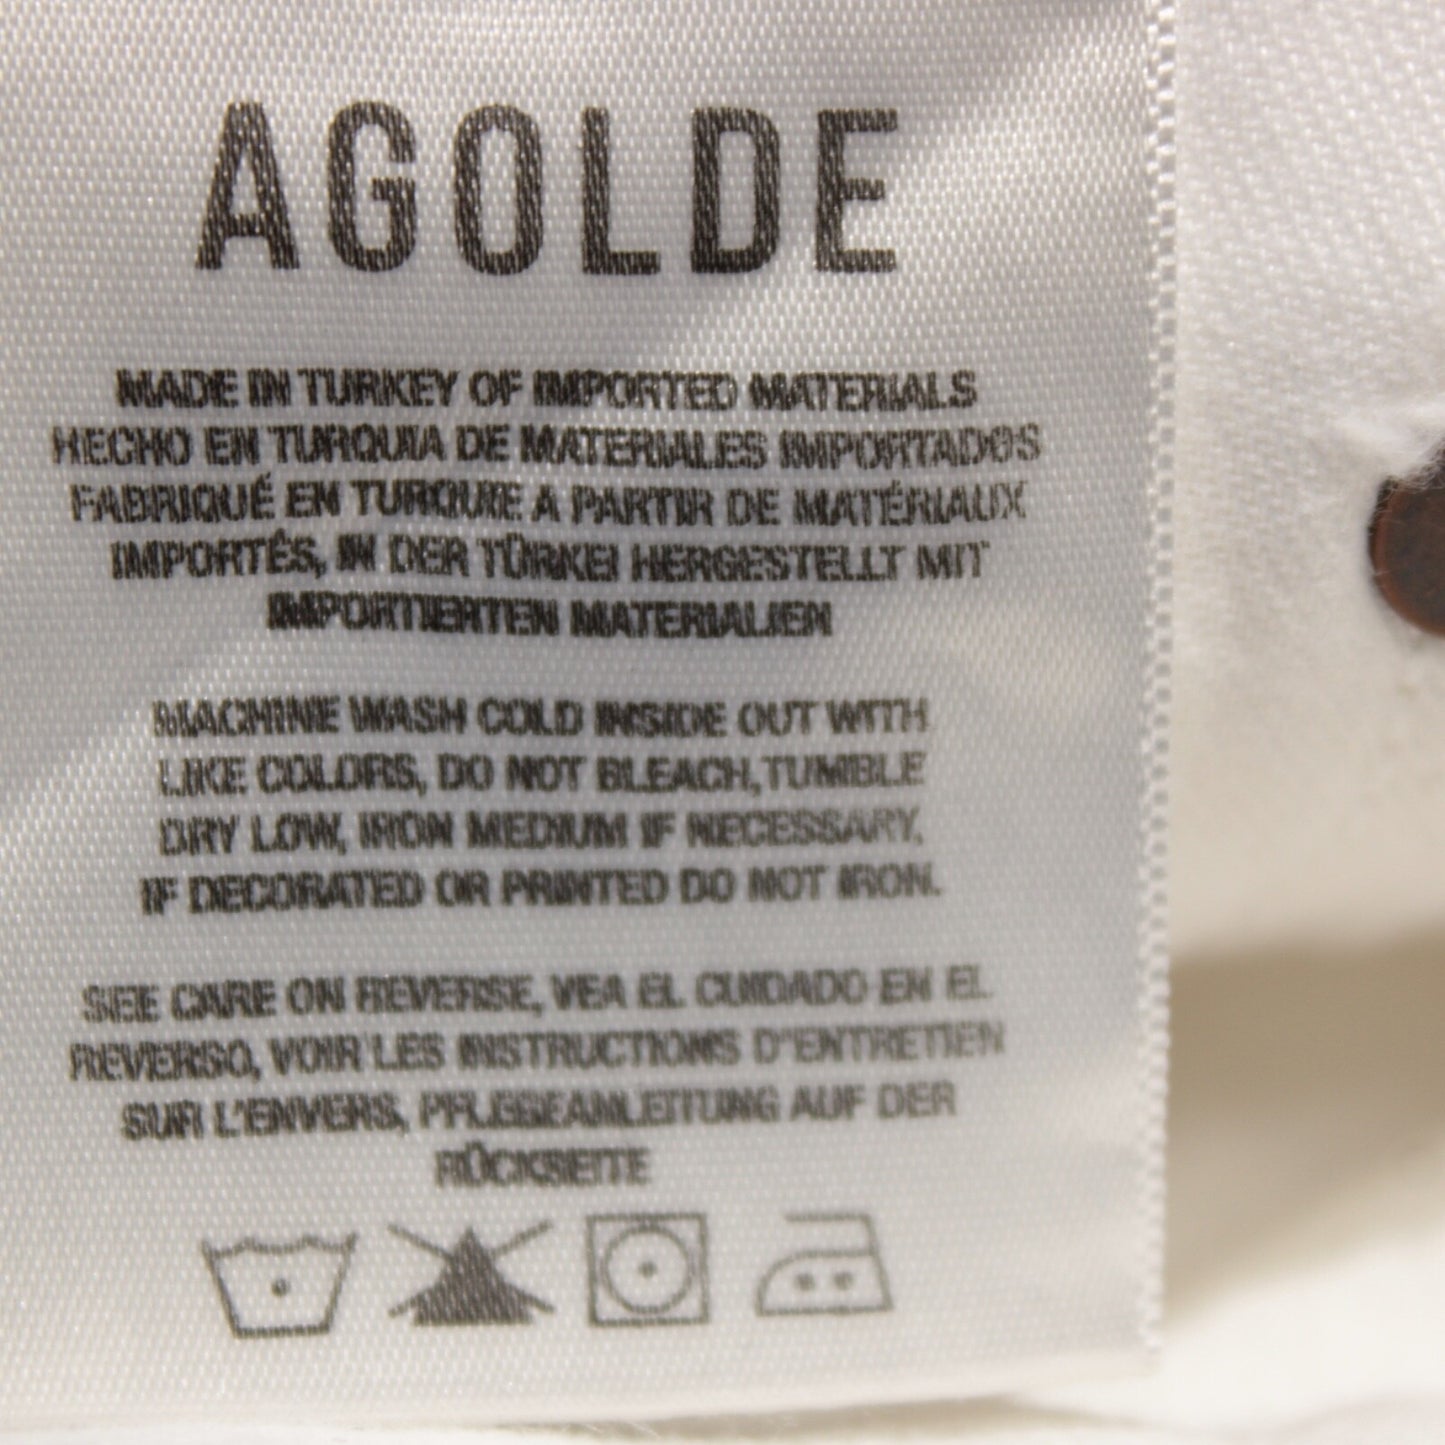 AGOLDE
MADE IN TURKEY OF IMPORTED MATERIALS
HECHO EN TURQUIA DE MATERIALES IMPORTADOS
FABRIQUÉ EN TURQUIE A PARTIR DE MATÉRIAUX
IMPORTÉS, IN DER TÜRKEI HERGESTELLT MIT
IMPORTIERTEN MATERIALIEN
MACHINE WASH COLD INSIDE OUT WITH
LIKE COLORS, DO NOT BLEACH, TUMBLE
DRY LOW, IRON MEDIUM IF NECESSARY,
IF DECORATED OR PRINTED DO NOT IRON.
SEE CARE ON REVERSE, VEA EL CUIDADO EN EL
REVERSO, VOIR LES INSTRUCTIONS D'ENTRETIEN
SUR L'ENVERS, PFLEGEANLEITUNG AUF DER
RÜCKSEITE